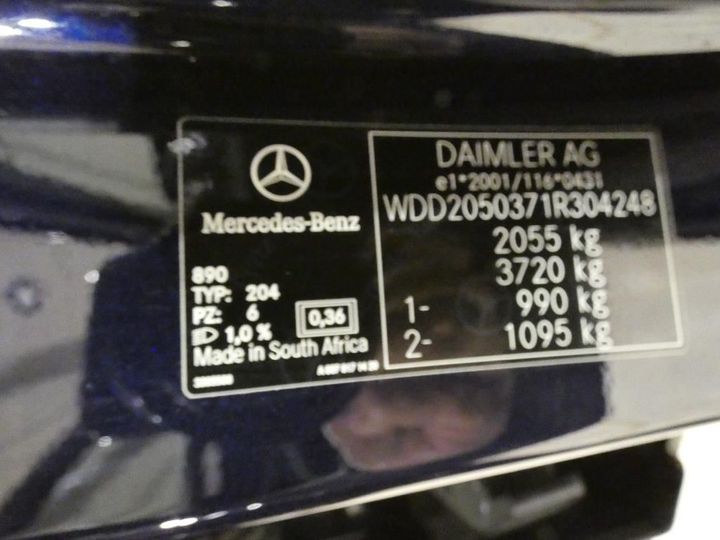 Mercedes-Benz
890
TYP: 204
PZ: 6
1,0 %
0,36
Made in South Africa
DAIMLER AG
e1*2001/116*0431
WDD2050371R304248
2055 kg
3720 kg
1- 990 kg
2- 1095 kg